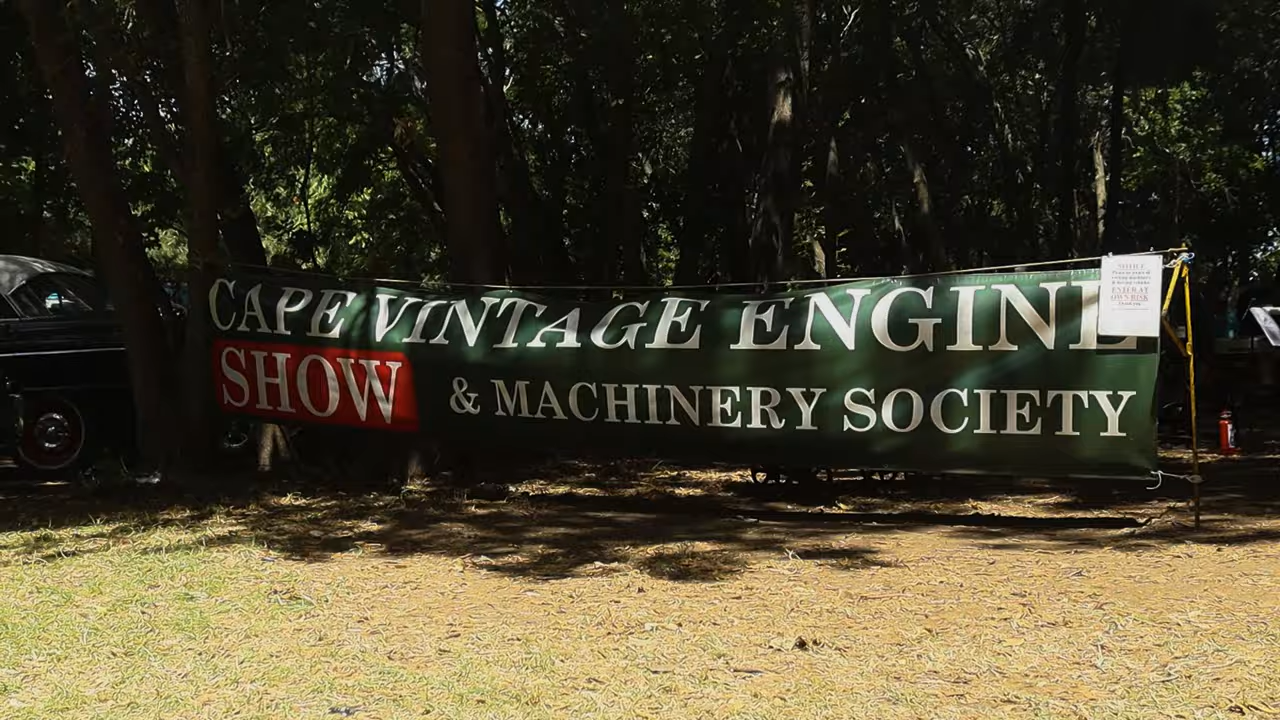 CAPE VINTAGE ENGINE
SHOW
& MACHINERY SOCIETY
ENTER AT
OWN RISK